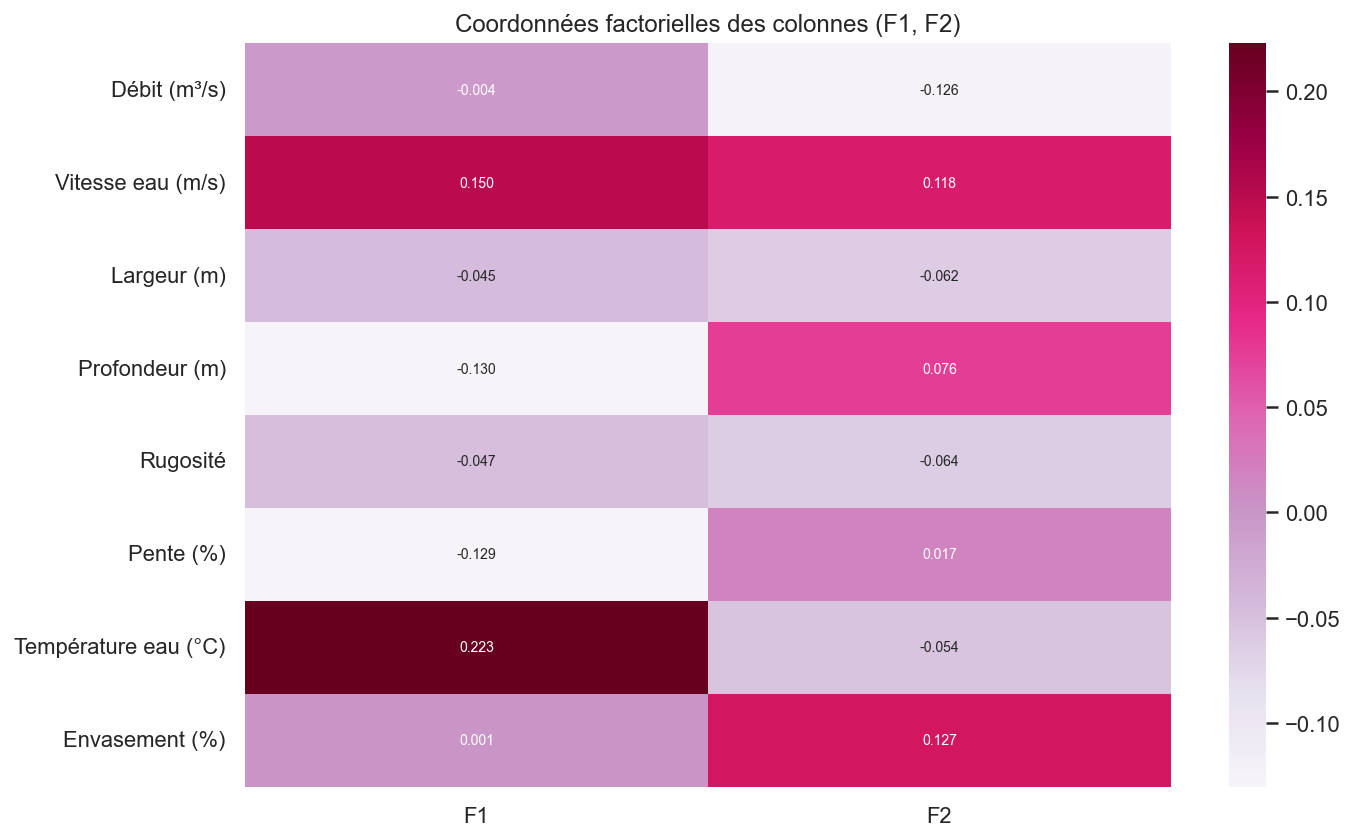 Coordonnées factorielles des colonnes (F1, F2)
Débit (m³/s) -0.004 -0.126
Vitesse eau (m/s) 0.150 0.118
Largeur (m) -0.045 -0.062
Profondeur (m) -0.130 0.076
Rugosité -0.047 -0.064
Pente (%) -0.129 0.017
Température eau (°C) 0.223 -0.054
Envasement (%) 0.001 0.127
F1 F2
0.20
0.15
0.10
0.05
0.00
−0.05
−0.10